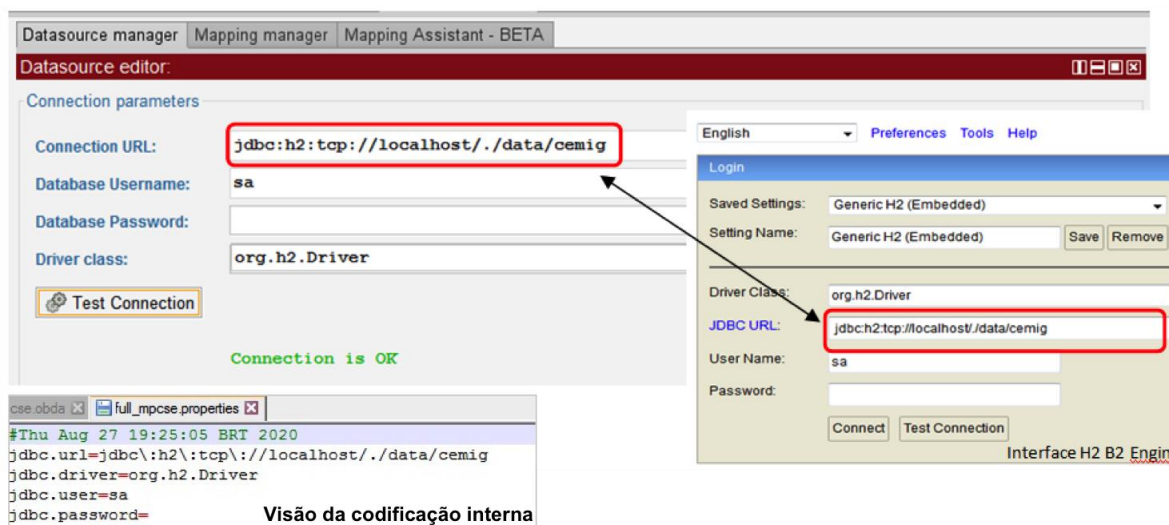 Datasource manager Mapping manager Mapping Assistant - BETA
Datasource editor:
Connection parameters
Connection URL: jdbc:h2:tcp://localhost/./data/cemig
Database Username: sa
Database Password:
Driver class: org.h2.Driver
Test Connection
Connection is OK
English Preferences Tools Help
Login
Saved Settings: Generic H2 (Embedded)
Setting Name: Generic H2 (Embedded) Save Remove
Driver Class: org.h2.Driver
JDBC URL: jdbc:h2:tcp://localhost/./data/cemig
User Name: sa
Password:
Connect Test Connection
Interface H2 B2 Engin
cse.obda full_mpcse.properties
#Thu Aug 27 19:25:05 BRT 2020
jdbc.url=jdbc\:h2\:tcp\://localhost/./data/cemig
jdbc.driver=org.h2.Driver
jdbc.user=sa
jdbc.password=
Visão da codificação interna